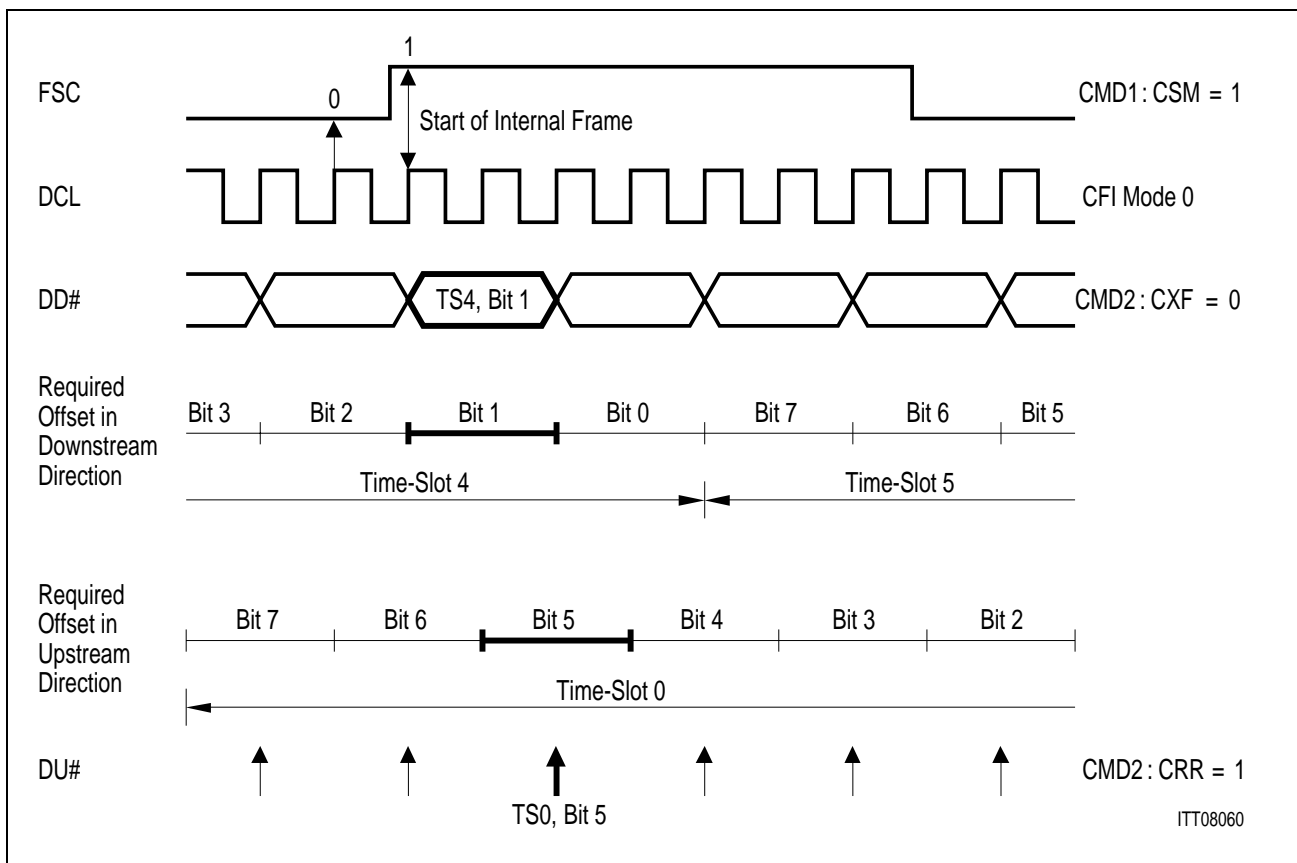 1
FSC
0
CMD1: CSM = 1
Start of Internal Frame
DCL
CFI Mode 0
DD#
TS4, Bit 1
CMD2: CXF = 0
Required
Offset in
Downstream
Direction
Bit 3 Bit 2 Bit 1 Bit 0 Bit 7 Bit 6 Bit 5
Time-Slot 4 Time-Slot 5
Required
Offset in
Upstream
Direction
Bit 7 Bit 6 Bit 5 Bit 4 Bit 3 Bit 2
Time-Slot 0
DU#
CMD2: CRR = 1
TS0, Bit 5
ITT08060